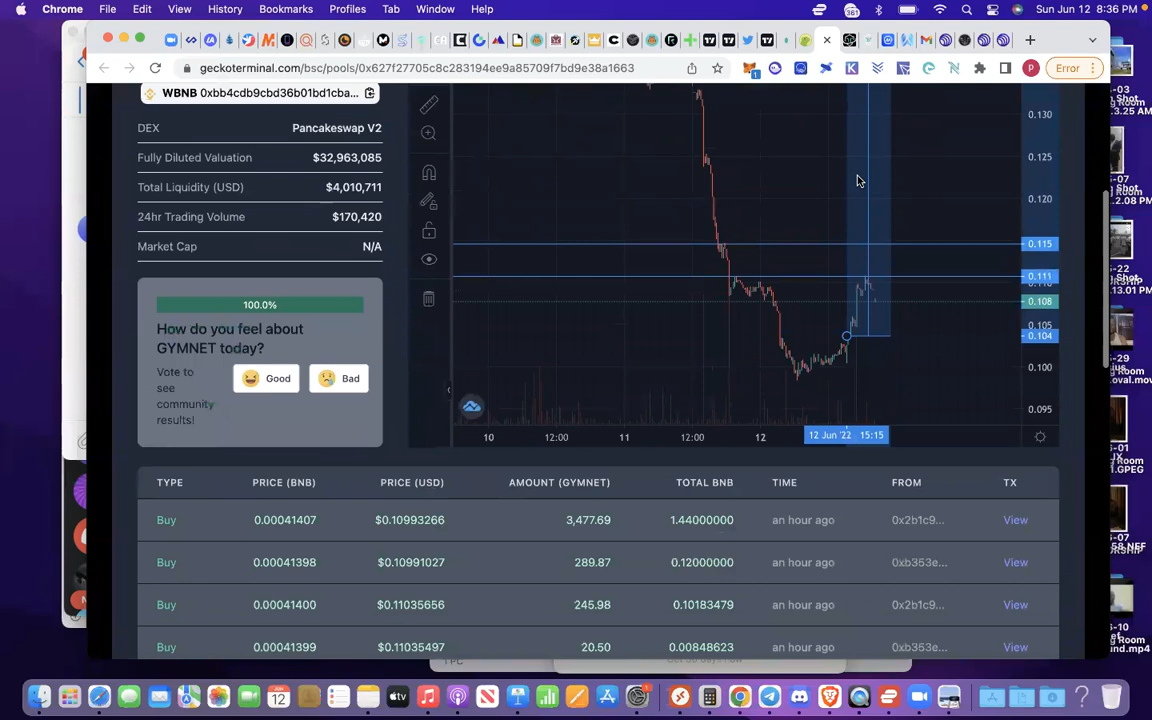 Chrome File Edit View History Bookmarks Profiles Tab Window Help
361
Sun Jun 12 8:36 PM
geckoterminal.com/bsc/pools/0x627f27705c8c283194ee9a85709f7bd9e38a1663
1
P
Error
WBNB 0xbb4cdb9cbd36b01bd1cba...
DEX Pancakeswap V2
Fully Diluted Valuation $32,963,085
Total Liquidity (USD) $4,010,711
24hr Trading Volume $170,420
Market Cap N/A
100.0%
How do you feel about
GYMNET today?
Vote to
see
community
results!
Good
Bad
0.130
0.125
0.120
0.115
0.111
0.108
0.105
0.104
0.100
0.095
10 12:00 11 12:00 12 12 Jun '22 15:15
TYPE PRICE (BNB) PRICE (USD) AMOUNT (GYMNET) TOTAL BNB TIME FROM TX
Buy 0.00041407 $0.10993266 3,477.69 1.44000000 an hour ago 0x2b1c9... View
Buy 0.00041398 $0.10991027 289.87 0.12000000 an hour ago 0xb353e... View
Buy 0.00041400 $0.11035656 245.98 0.10183479 an hour ago 0x2b1c9... View
Buy 0.00041399 $0.11035497 20.50 0.00848623 an hour ago 0xb353e... View
1 PC